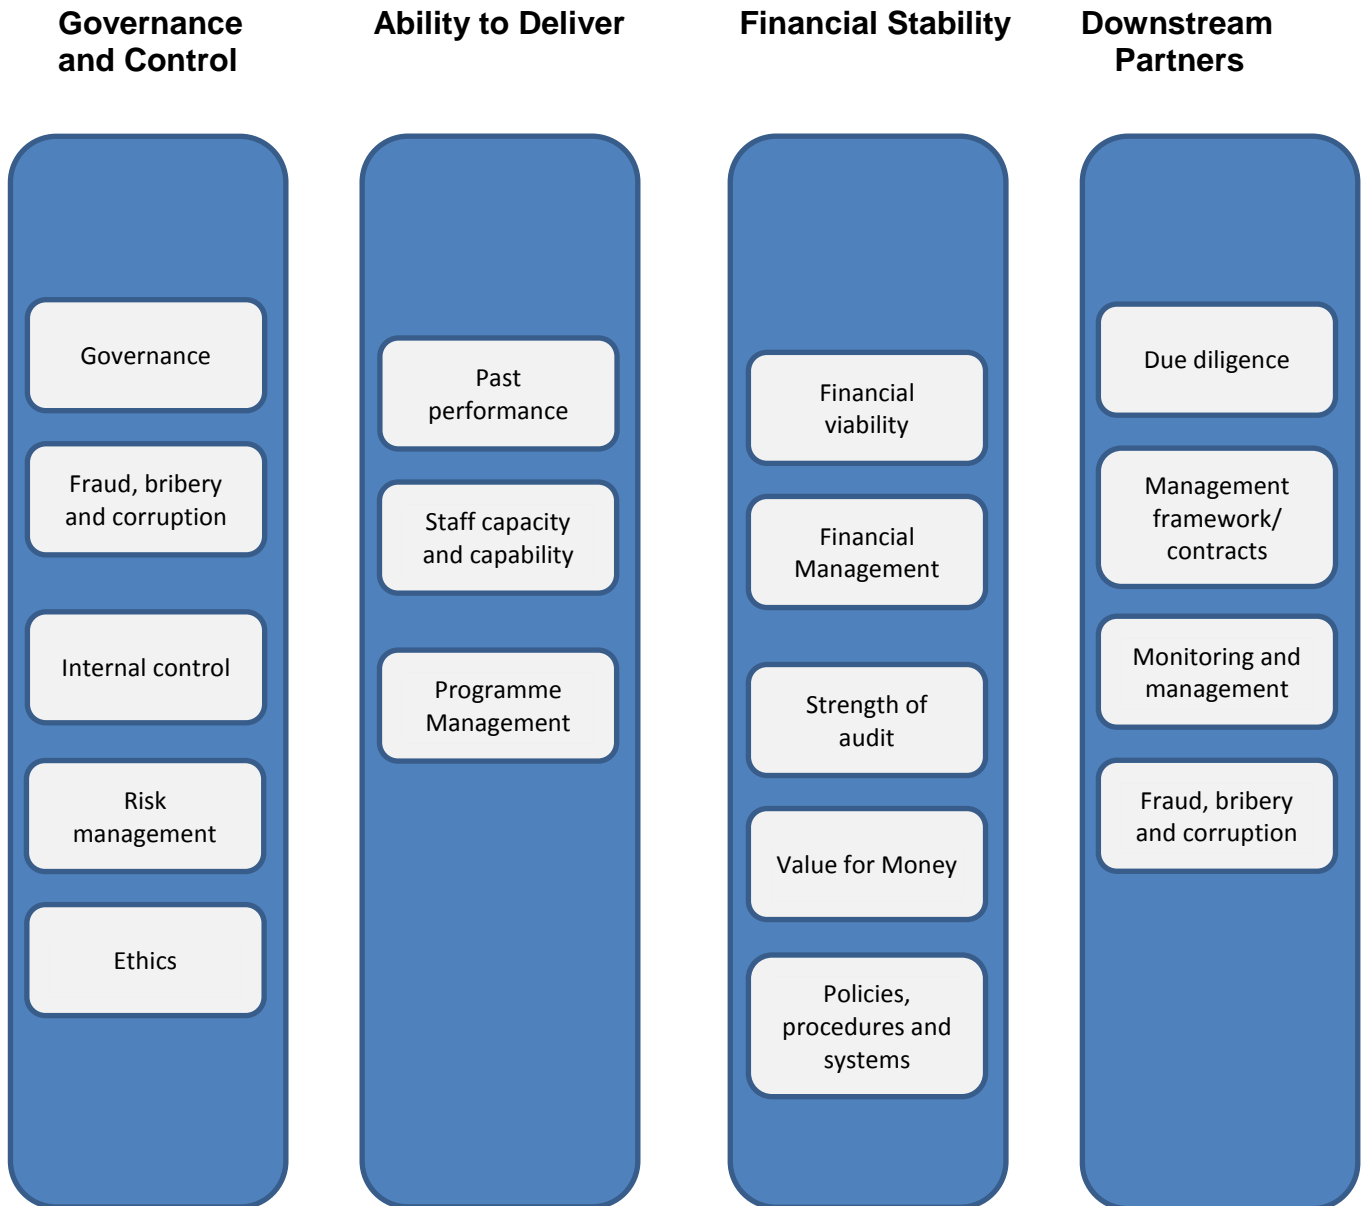 Governance
and Control
Ability to Deliver
Financial Stability
Downstream
Partners
Governance
Fraud, bribery
and corruption
Internal control
Risk
management
Ethics
Past
performance
Staff capacity
and capability
Programme
Management
Financial
viability
Financial
Management
Strength of
audit
Value for Money
Policies,
procedures and
systems
Due diligence
Management
framework/
contracts
Monitoring and
management
Fraud, bribery
and corruption